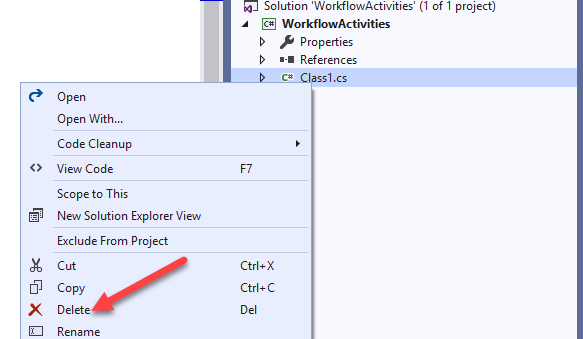 Solution 'WorkflowActivities' (1 of 1 project)
C# WorkflowActivities
Properties
References
C# Class1.cs
Open
Open With...
Code Cleanup
View Code F7
Scope to This
New Solution Explorer View
Exclude From Project
Cut Ctrl+X
Copy Ctrl+C
Delete Del
Rename